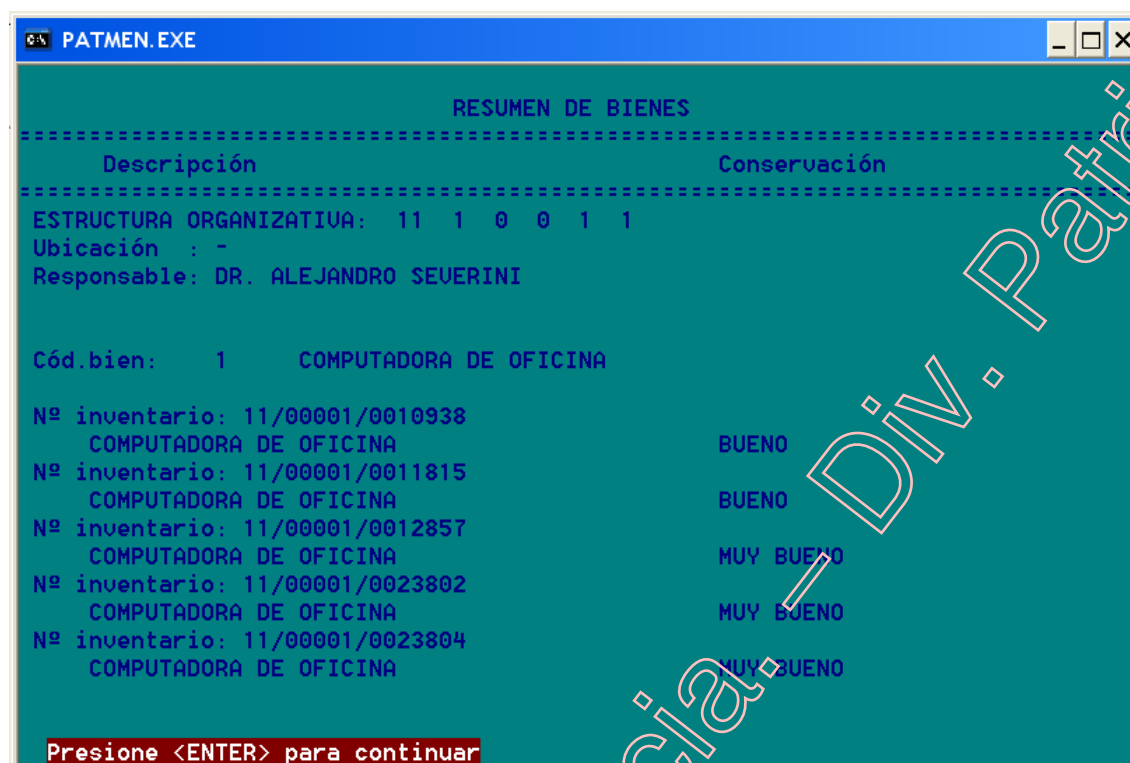 PATMEN.EXE
RESUMEN DE BIENES
Descripción Conservación
ESTRUCTURA ORGANIZATIVA: 11 1 0 0 1 1
Ubicación : -
Responsable: DR. ALEJANDRO SEVERINI
Cód.bien: 1 COMPUTADORA DE OFICINA
Nº inventario: 11/00001/0010938
COMPUTADORA DE OFICINA BUENO
Nº inventario: 11/00001/0011815
COMPUTADORA DE OFICINA BUENO
Nº inventario: 11/00001/0012857
COMPUTADORA DE OFICINA MUY BUENO
Nº inventario: 11/00001/0023802
COMPUTADORA DE OFICINA MUY BUENO
Nº inventario: 11/00001/0023804
COMPUTADORA DE OFICINA MUY BUENO
Presione <ENTER> para continuar
cia. – Div. Patri